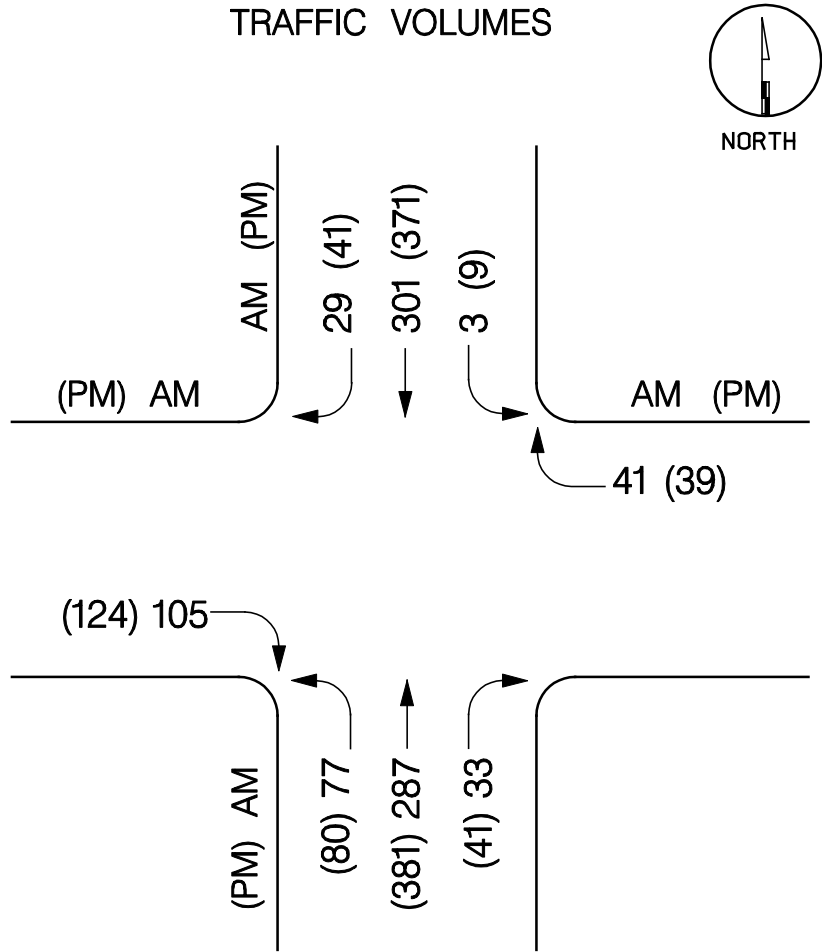 TRAFFIC VOLUMES
NORTH
AM (PM)
29 (41)
301 (371)
3 (9)
(PM) AM
AM (PM)
41 (39)
(124) 105
(PM) AM
(80) 77
(381) 287
(41) 33